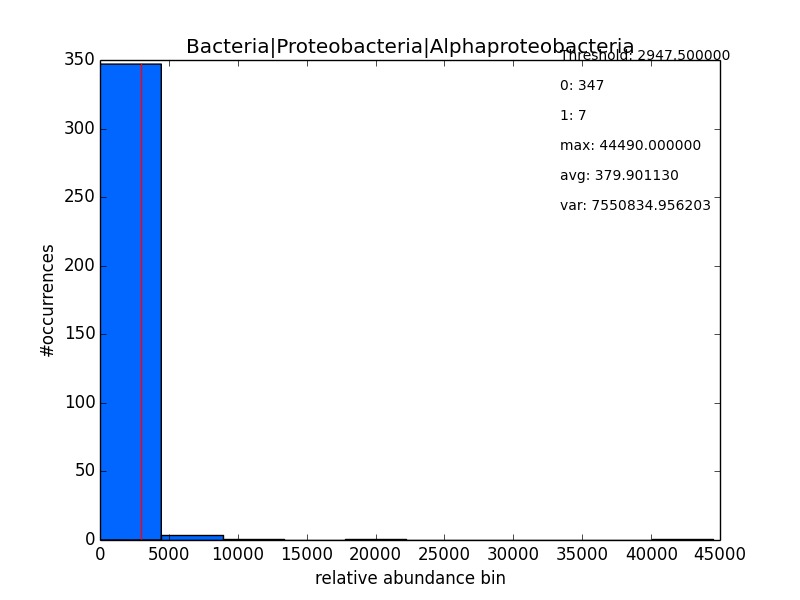 Bacteria|Proteobacteria|Alphaproteobacteria
Threshold: 2947.500000
0: 347
1: 7
max: 44490.000000
avg: 379.901130
var: 7550834.956203
350
300
250
200
150
100
50
0
#occurrences
0 5000 10000 15000 20000 25000 30000 35000 40000 45000
relative abundance bin